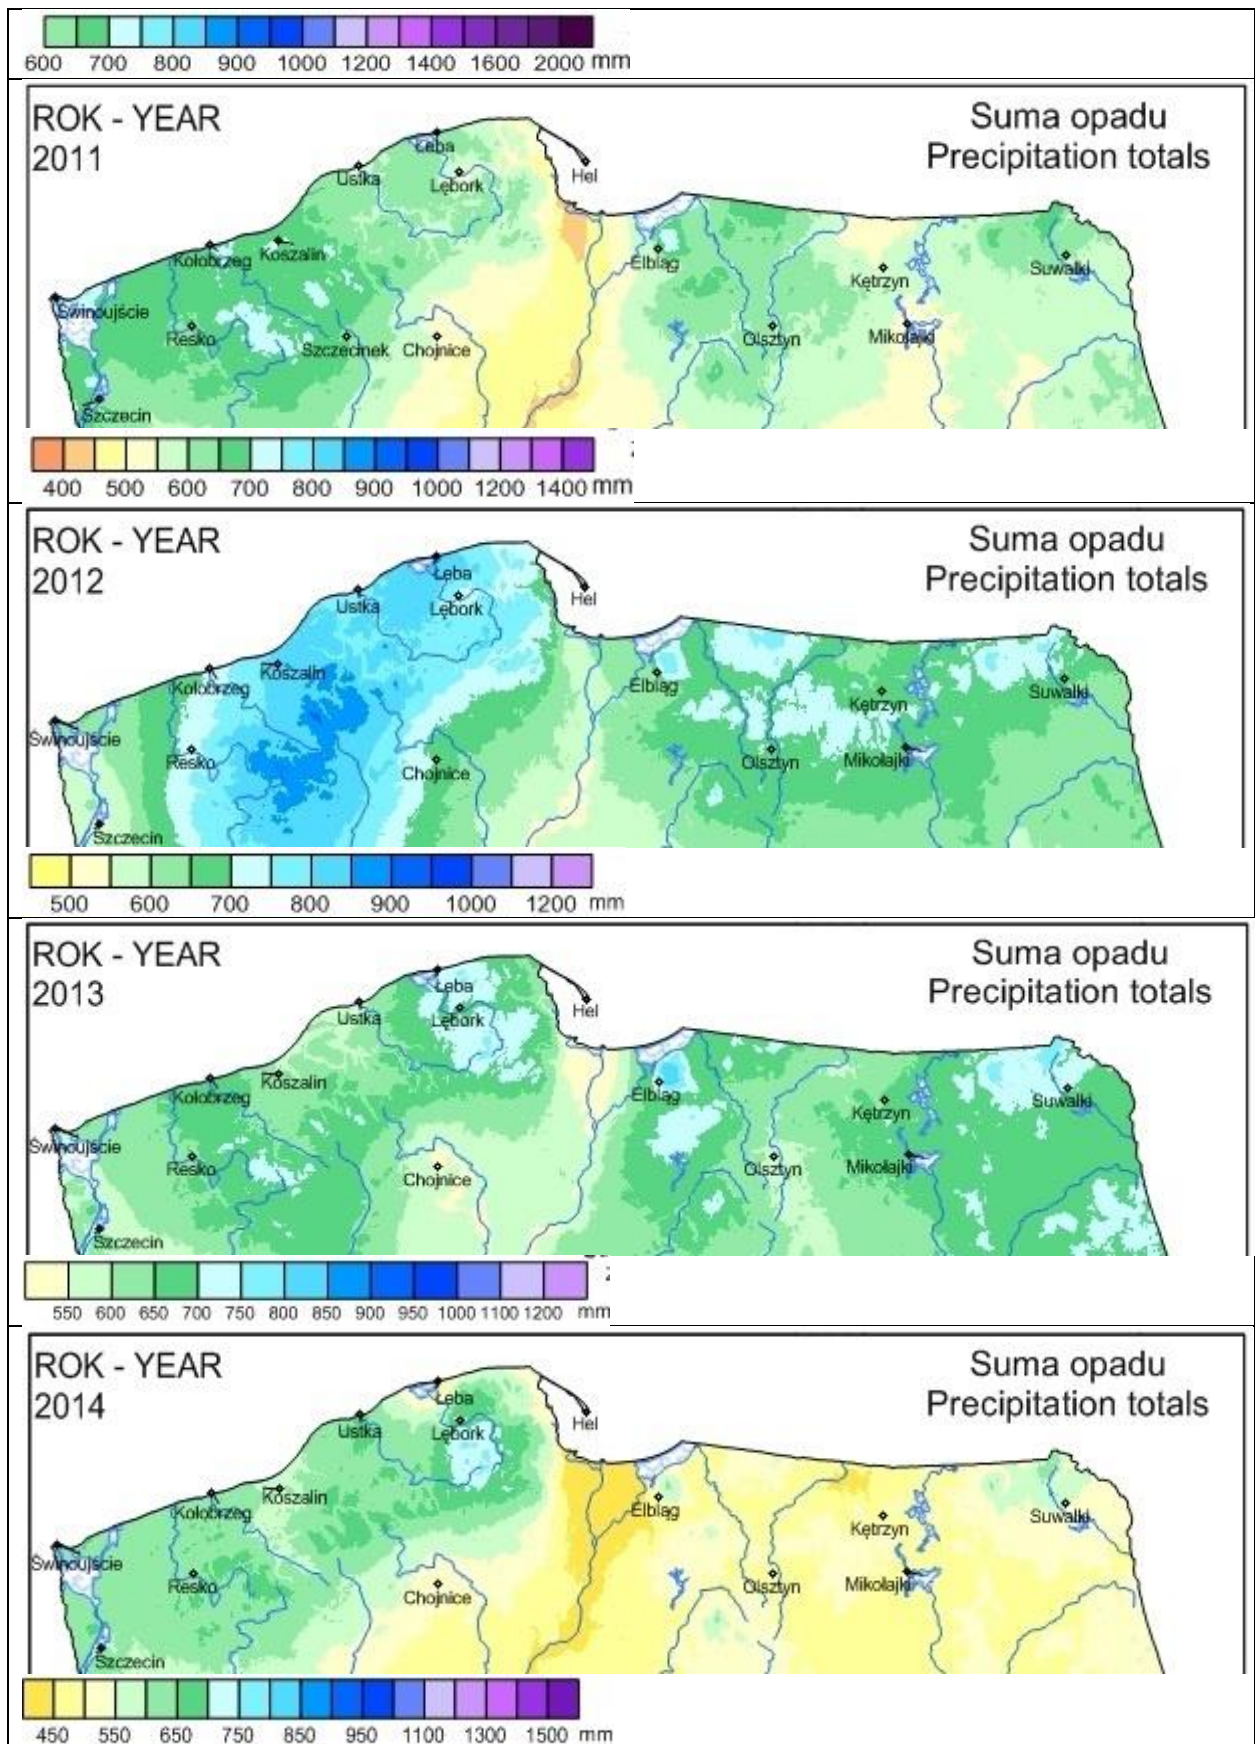 600 700 800 900 1000 1200 1400 1600 2000 mm
ROK - YEAR
2011
Suma opadu
Precipitation totals
Łeba
Ustka
Lębork
Hel
Kołobrzeg
Koszalin
Elbląg
Kętrzyn
Suwałki
Świnoujście
Resko
Szczecinek
Chojnice
Olsztyn
Mikołajki
Szczecin
400 500 600 700 800 900 1000 1200 1400 mm
ROK - YEAR
2012
Suma opadu
Precipitation totals
Łeba
Ustka
Lębork
Hel
Kołobrzeg
Koszalin
Elbląg
Kętrzyn
Suwałki
Świnoujście
Resko
Chojnice
Olsztyn
Mikołajki
Szczecin
500 600 700 800 900 1000 1200 mm
ROK - YEAR
2013
Suma opadu
Precipitation totals
Łeba
Ustka
Lębork
Hel
Kołobrzeg
Koszalin
Elbląg
Kętrzyn
Suwałki
Świnoujście
Resko
Chojnice
Olsztyn
Mikołajki
Szczecin
550 600 650 700 750 800 850 900 950 1000 1100 1200 mm
ROK - YEAR
2014
Suma opadu
Precipitation totals
Łeba
Ustka
Lębork
Hel
Kołobrzeg
Koszalin
Elbląg
Kętrzyn
Suwałki
Świnoujście
Resko
Chojnice
Olsztyn
Mikołajki
Szczecin
450 550 650 750 850 950 1100 1300 1500 mm